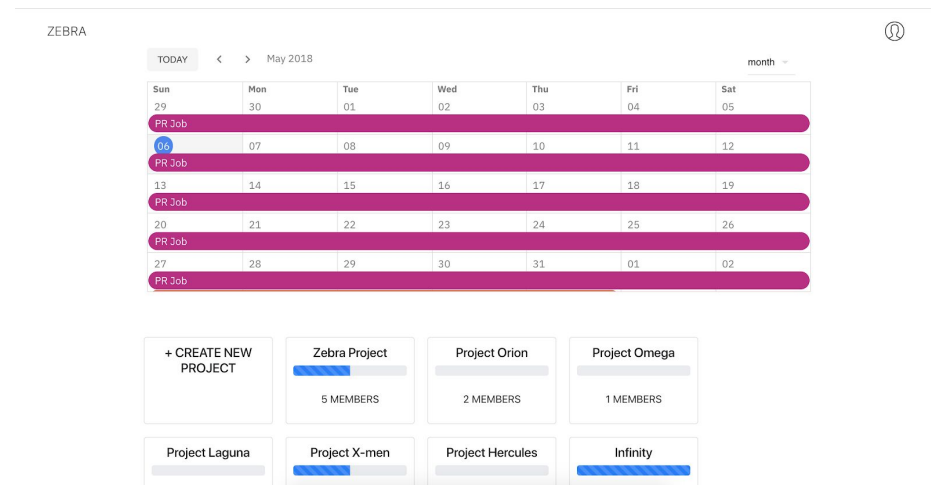 ZEBRA
TODAY < > May 2018 month
Sun Mon Tue Wed Thu Fri Sat
29 30 01 02 03 04 05
PR Job
06 07 08 09 10 11 12
PR Job
13 14 15 16 17 18 19
PR Job
20 21 22 23 24 25 26
PR Job
27 28 29 30 31 01 02
PR Job
+ CREATE NEW PROJECT
Zebra Project
5 MEMBERS
Project Orion
2 MEMBERS
Project Omega
1 MEMBERS
Project Laguna
Project X-men
Project Hercules
Infinity